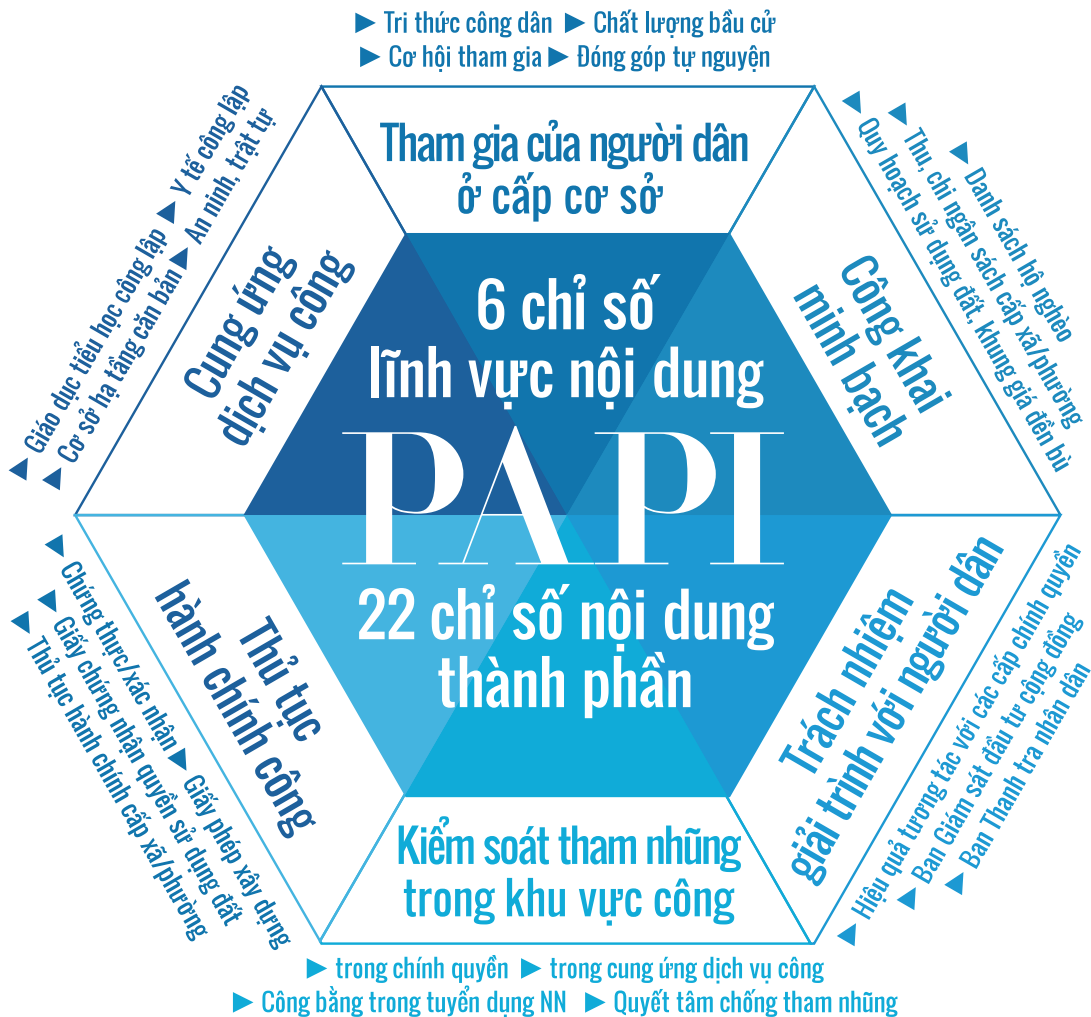 ► Tri thức công dân ► Chất lượng bầu cử
► Cơ hội tham gia ► Đóng góp tự nguyện
Tham gia của người dân
ở cấp cơ sở
► Danh sách hộ nghèo
► Thu, chi ngân sách cấp xã/phường
► Quy hoạch sử dụng đất, khung giá đền bù
Công khai
minh bạch
Trách nhiệm
giải trình với người dân
► Hiệu quả tương tác với các cấp chính quyền
► Ban Giám sát đầu tư cộng đồng
► Ban Thanh tra nhân dân
Kiểm soát tham nhũng
trong khu vực công
► trong chính quyền ► trong cung ứng dịch vụ công
► Công bằng trong tuyển dụng NN ► Quyết tâm chống tham nhũng
Thủ tục
hành chính công
► Chứng thực/xác nhận ► Giấy phép xây dựng
► Giấy chứng nhận quyền sử dụng đất
► Thủ tục hành chính cấp xã/phường
► Giáo dục tiểu học công lập ► Y tế công lập
► Cơ sở hạ tầng căn bản ► An ninh, trật tự
Cung ứng
dịch vụ công
6 chỉ số
lĩnh vực nội dung
PAPI
22 chỉ số nội dung
thành phần